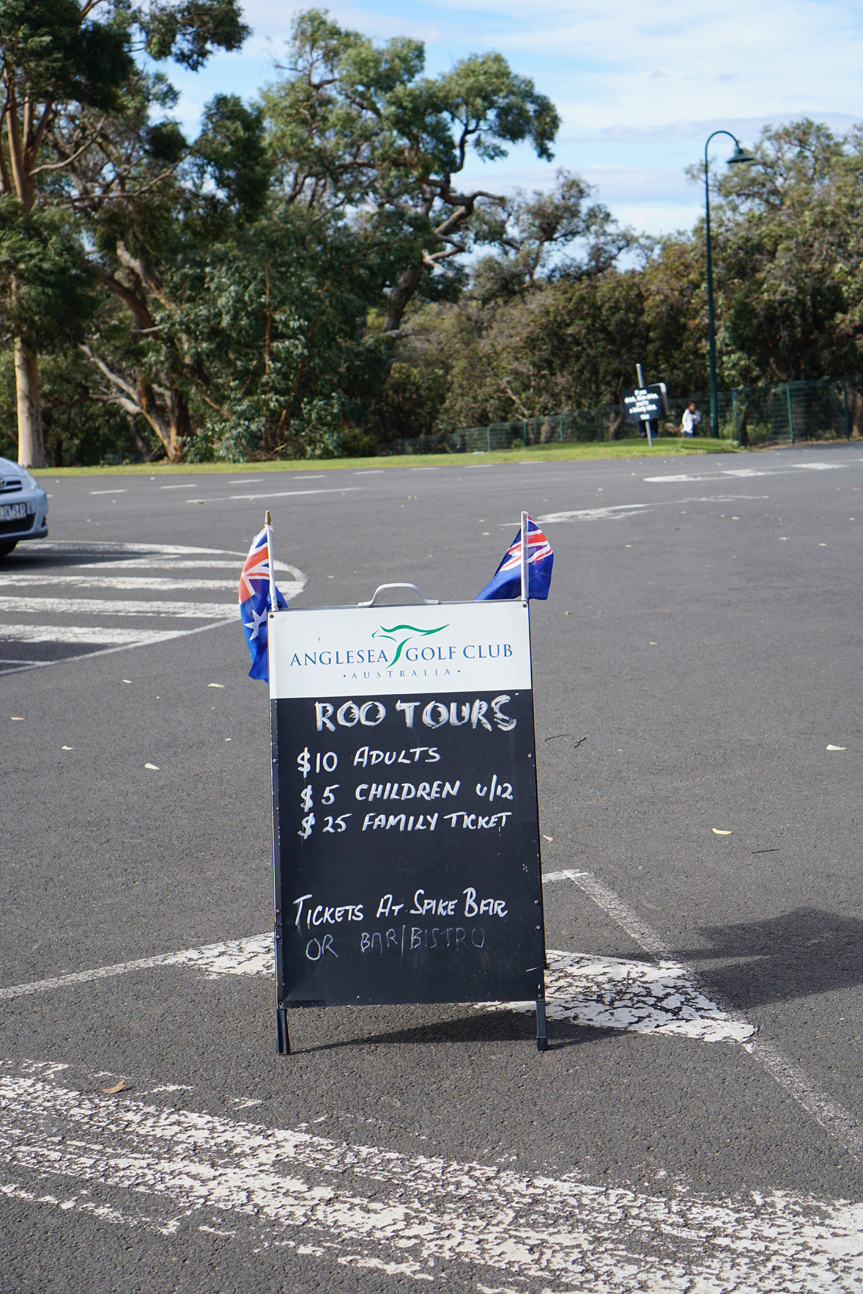 ANGLESEA GOLF CLUB
·AUSTRALIA·
ROO TOURS
$10 ADULTS
$5 CHILDREN u/12
$25 FAMILY TICKET
TICKETS AT SPIKE BAR
OR BAR/BISTRO